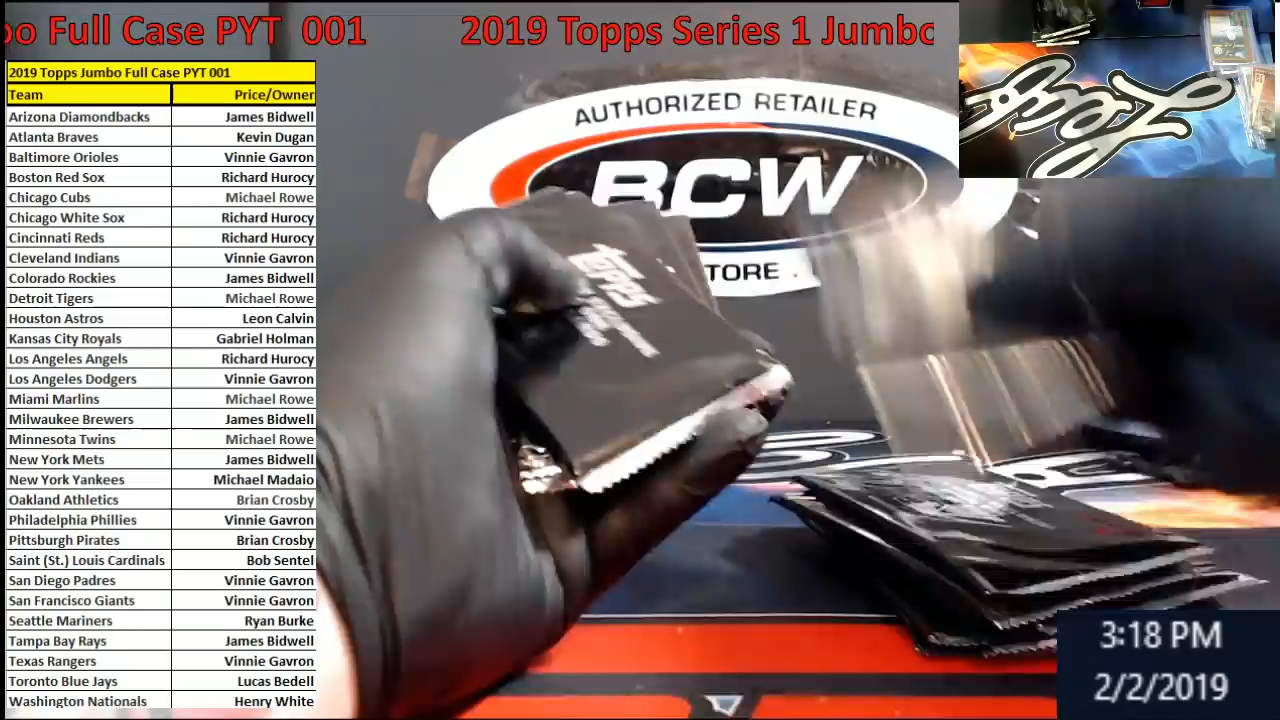 oo Full Case PYT 001 2019 Topps Series 1 Jumbo
2019 Topps Jumbo Full Case PYT 001
Team Price/Owner
Arizona Diamondbacks James Bidwell
Atlanta Braves Kevin Dugan
Baltimore Orioles Vinnie Gavron
Boston Red Sox Richard Hurocy
Chicago Cubs Michael Rowe
Chicago White Sox Richard Hurocy
Cincinnati Reds Richard Hurocy
Cleveland Indians Vinnie Gavron
Colorado Rockies James Bidwell
Detroit Tigers Michael Rowe
Houston Astros Leon Calvin
Kansas City Royals Gabriel Holman
Los Angeles Angels Richard Hurocy
Los Angeles Dodgers Vinnie Gavron
Miami Marlins Michael Rowe
Milwaukee Brewers James Bidwell
Minnesota Twins Michael Rowe
New York Mets James Bidwell
New York Yankees Michael Madaio
Oakland Athletics Brian Crosby
Philadelphia Phillies Vinnie Gavron
Pittsburgh Pirates Brian Crosby
Saint (St.) Louis Cardinals Bob Sentel
San Diego Padres Vinnie Gavron
San Francisco Giants Vinnie Gavron
Seattle Mariners Ryan Burke
Tampa Bay Rays James Bidwell
Texas Rangers Vinnie Gavron
Toronto Blue Jays Lucas Bedell
Washington Nationals Henry White
AUTHORIZED RETAILER
BCW
STORE
topps
3:18 PM
2/2/2019